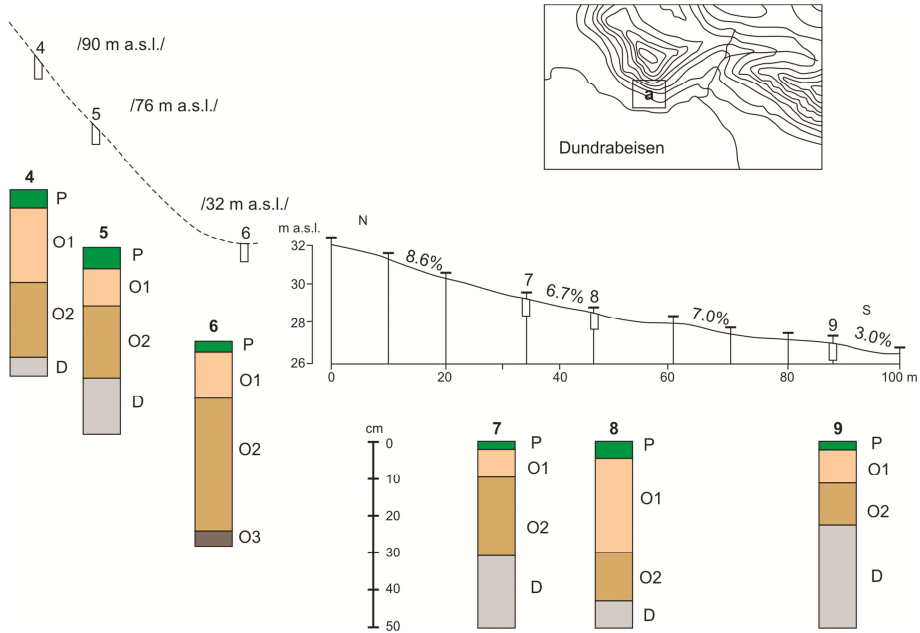 4
/90 m a.s.l./
5
/76 m a.s.l./
/32 m a.s.l./
6
a
Dundrabeisen
4
P
O1
O2
D
5
P
O1
O2
D
6
P
O1
O2
O3
m a.s.l.
N
32
30
28
26
8.6%
7
6.7%
8
7.0%
9
S
3.0%
0
20
40
60
80
100 m
cm
0
10
20
30
40
50
7
P
O1
O2
D
8
P
O1
O2
D
9
P
O1
O2
D